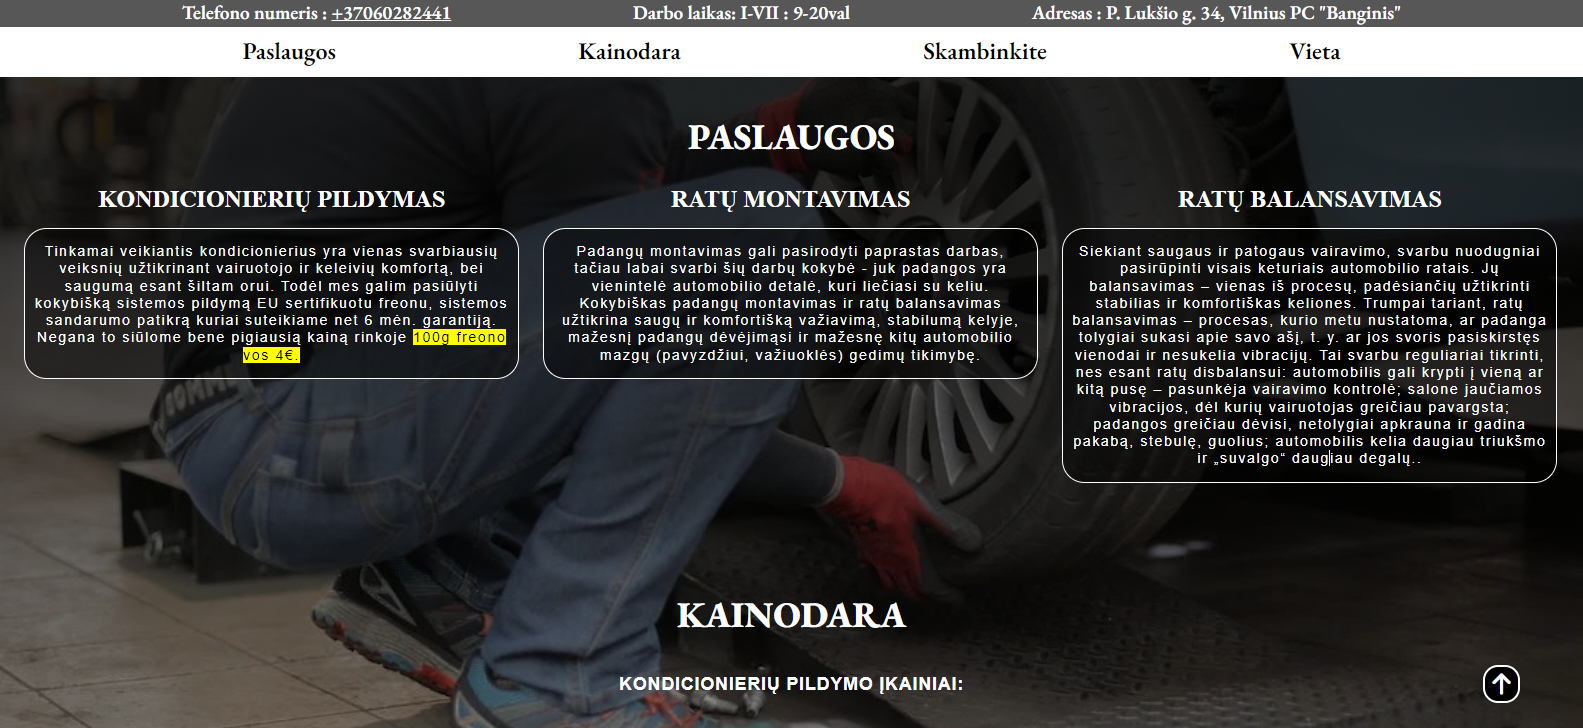 Telefono numeris : +37060282441
Darbo laikas: I-VII : 9-20val
Adresas : P. Lukšio g. 34, Vilnius PC "Banginis"
Paslaugos
Kainodara
Skambinkite
Vieta
PASLAUGOS
KONDICIONIERIŲ PILDYMAS
Tinkamai veikiantis kondicionierius yra vienas svarbiausių
veiksnių užtikrinant vairuotojo ir keleivių komfortą, bei
saugumą esant šiltam orui. Todėl mes galim pasiūlyti
kokybišką sistemos pildymą EU sertifikuotu freonu, sistemos
sandarumo patikrą kuriai suteikiame net 6 mėn. garantiją.
Negana to siūlome bene pigiausią kainą rinkoje 100g freono
vos 4€.
RATŲ MONTAVIMAS
Padangų montavimas gali pasirodyti paprastas darbas,
tačiau labai svarbi šių darbų kokybė - juk padangos yra
vienintelė automobilio detalė, kuri liečiasi su keliu.
Kokybiškas padangų montavimas ir ratų balansavimas
užtikrina saugų ir komfortišką važiavimą, stabilumą kelyje,
mažesnį padangų dėvėjimąsi ir mažesnę kitų automobilio
mazgų (pavyzdžiui, važiuoklės) gedimų tikimybę.
RATŲ BALANSAVIMAS
Siekiant saugaus ir patogaus vairavimo, svarbu nuodugniai
pasirūpinti visais keturiais automobilio ratais. Jų
balansavimas – vienas iš procesų, padėsiančių užtikrinti
stabilias ir komfortiškas keliones. Trumpai tariant, ratų
balansavimas – procesas, kurio metu nustatoma, ar padanga
tolygiai sukasi apie savo ašį, t. y. ar jos svoris pasiskirstęs
vienodai ir nesukelia vibracijų. Tai svarbu reguliariai tikrinti,
nes esant ratų disbalansui: automobilis gali krypti į vieną ar
kitą pusę – pasunkėja vairavimo kontrolė; salone jaučiamos
vibracijos, dėl kurių vairuotojas greičiau pavargsta;
padangos greičiau dėvisi, netolygiai apkrauna ir gadina
pakabą, stebulę, guolius; automobilis kelia daugiau triukšmo
ir „suvalgo“ daugiau degalų..
KAINODARA
KONDICIONIERIŲ PILDYMO ĮKAINIAI: